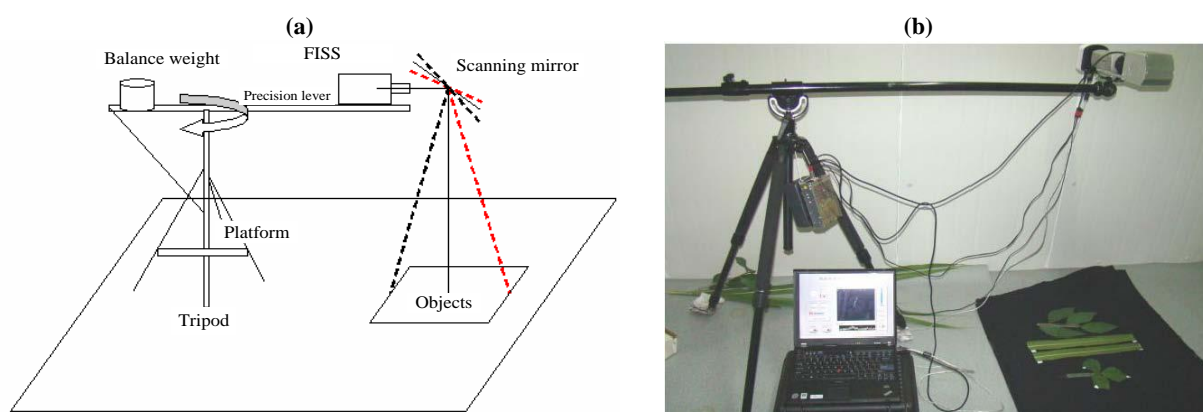 (a)
(b)
FISS
Balance weight
Scanning mirror
Precision lever
Platform
Objects
Tripod